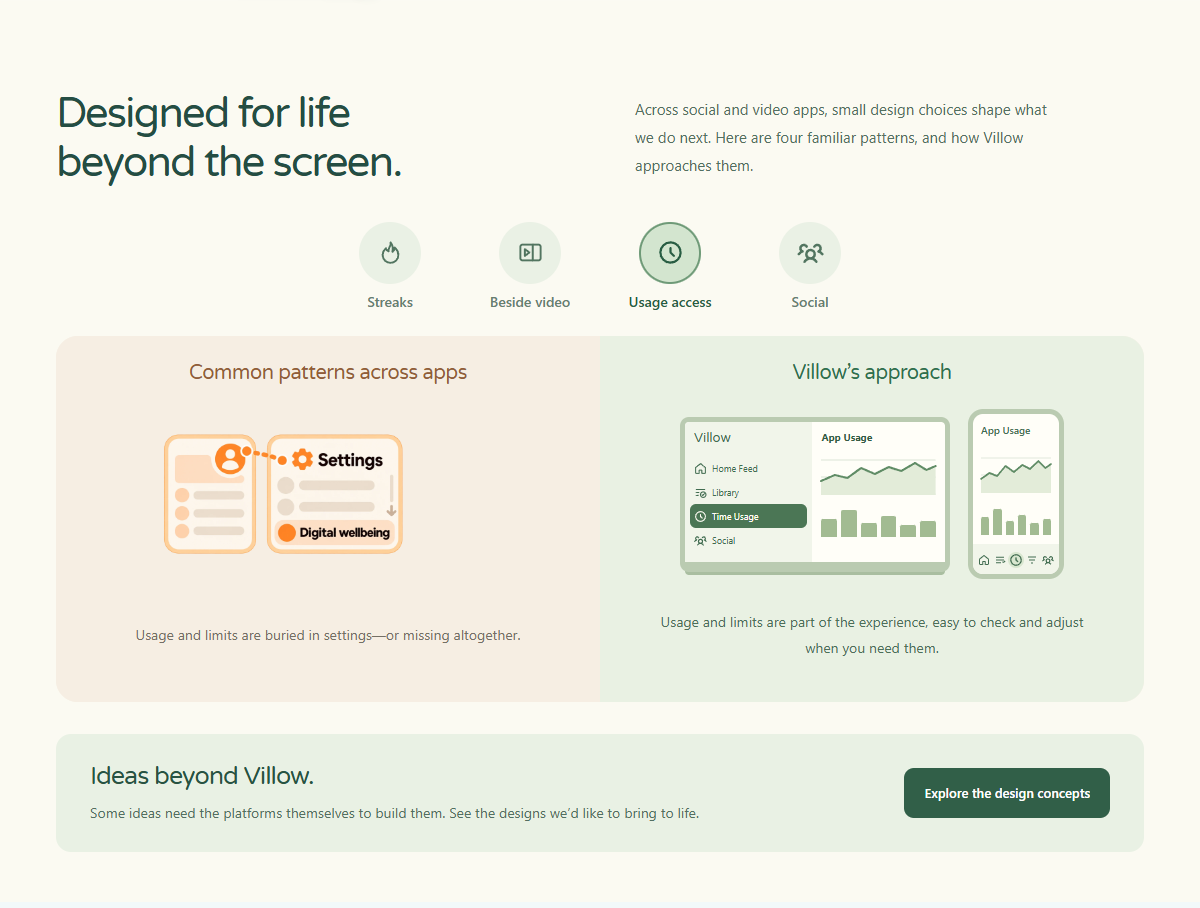 Designed for life
beyond the screen.
Across social and video apps, small design choices shape what
we do next. Here are four familiar patterns, and how Villow
approaches them.
Streaks
Beside video
Usage access
Social
Common patterns across apps
Settings
Digital wellbeing
Usage and limits are buried in settings—or missing altogether.
Villow’s approach
Villow
Home Feed
Library
Time Usage
Social
App Usage
App Usage
Usage and limits are part of the experience, easy to check and adjust
when you need them.
Ideas beyond Villow.
Some ideas need the platforms themselves to build them. See the designs we’d like to bring to life.
Explore the design concepts